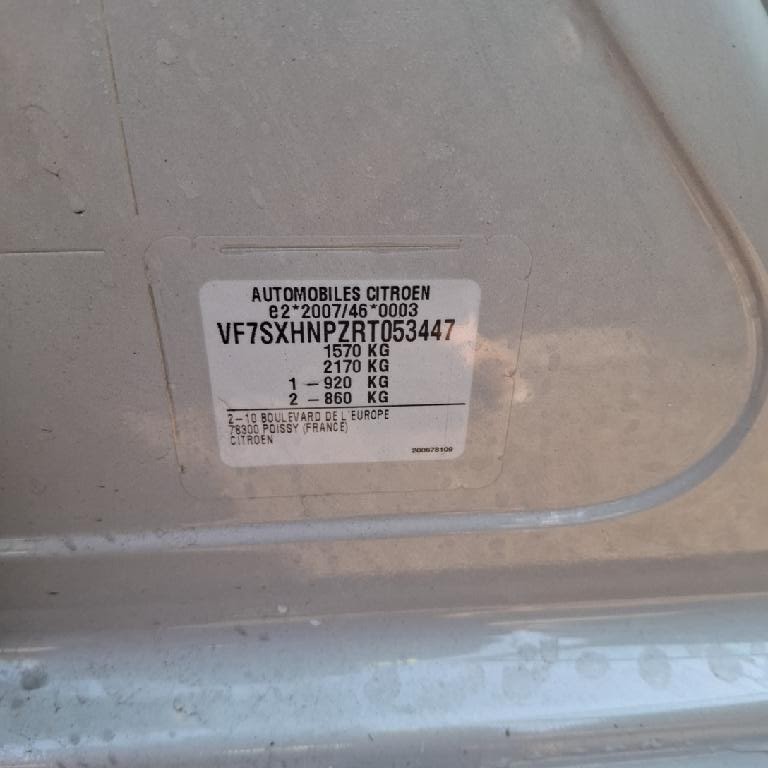 AUTOMOBILES CITROEN
e2*2007/46*0003
VF7SXHNPZRT053447
1570 KG
2170 KG
1 – 920 KG
2 – 860 KG
2–10 BOULEVARD DE L'EUROPE
78300 POISSY (FRANCE)
CITROEN